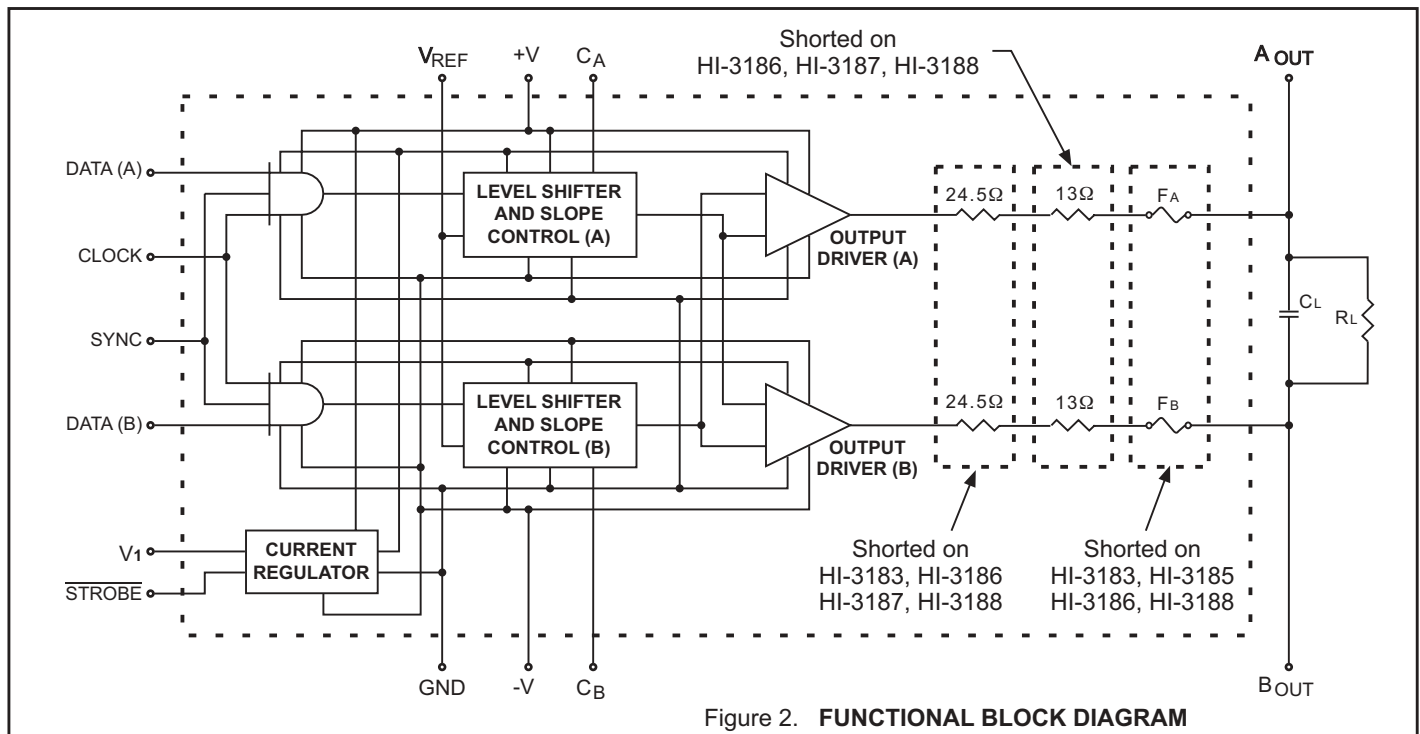 Shorted on
HI-3186, HI-3187, HI-3188
VREF
+V
CA
A OUT
DATA (A)
CLOCK
SYNC
DATA (B)
V1
STROBE
LEVEL SHIFTER
AND SLOPE
CONTROL (A)
OUTPUT
DRIVER (A)
24.5Ω
13Ω
FA
CL
RL
LEVEL SHIFTER
AND SLOPE
CONTROL (B)
OUTPUT
DRIVER (B)
24.5Ω
13Ω
FB
CURRENT
REGULATOR
Shorted on
HI-3183, HI-3186
HI-3187, HI-3188
Shorted on
HI-3183, HI-3185
HI-3186, HI-3188
GND
-V
CB
BOUT
Figure 2. FUNCTIONAL BLOCK DIAGRAM